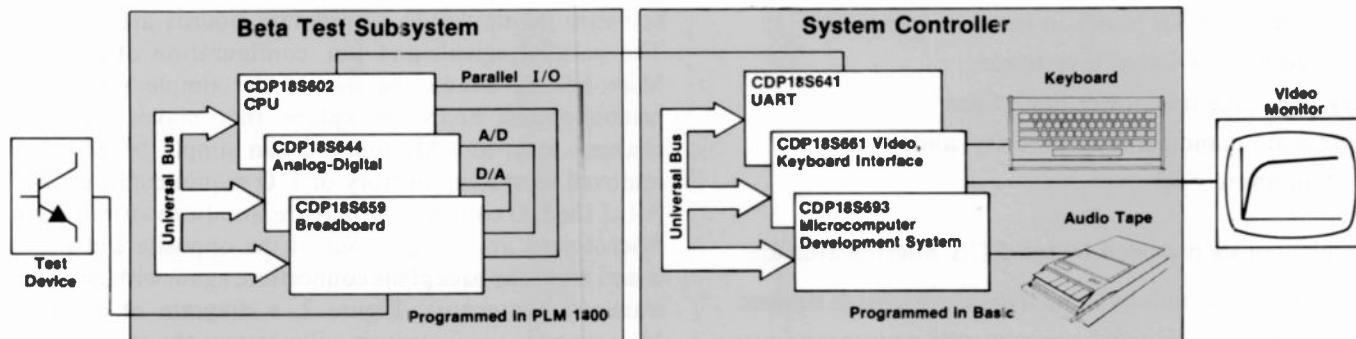 Beta Test Subsystem
CDP18S602
CPU
Parallel I/O
Universal Bus
CDP18S644
Analog-Digital
A/D
D/A
CDP18S659
Breadboard
Test
Device
Programmed in PLM 1800
System Controller
CDP18S641
UART
Universal Bus
CDP18S661 Video,
Keyboard Interface
CDP18S693
Microcomputer
Development System
Keyboard
Audio Tape
Programmed in Basic
Video
Monitor